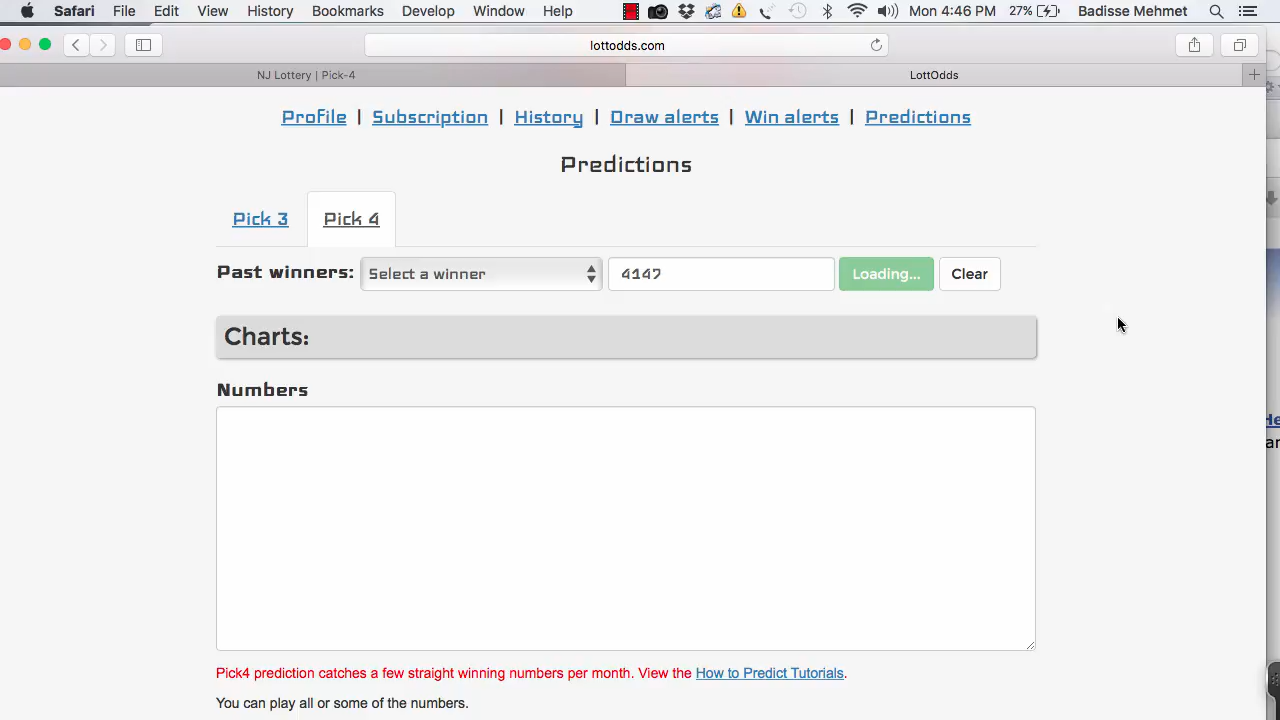 Safari File Edit View History Bookmarks Develop Window Help Mon 4:46 PM 27% Badisse Mehmet
lottodds.com
NJ Lottery | Pick-4 LottOdds
Profile | Subscription | History | Draw alerts | Win alerts | Predictions
Predictions
Pick 3 Pick 4
Past winners: Select a winner 4147 Loading... Clear
Charts:
Numbers
Pick4 prediction catches a few straight winning numbers per month. View the How to Predict Tutorials.
You can play all or some of the numbers.